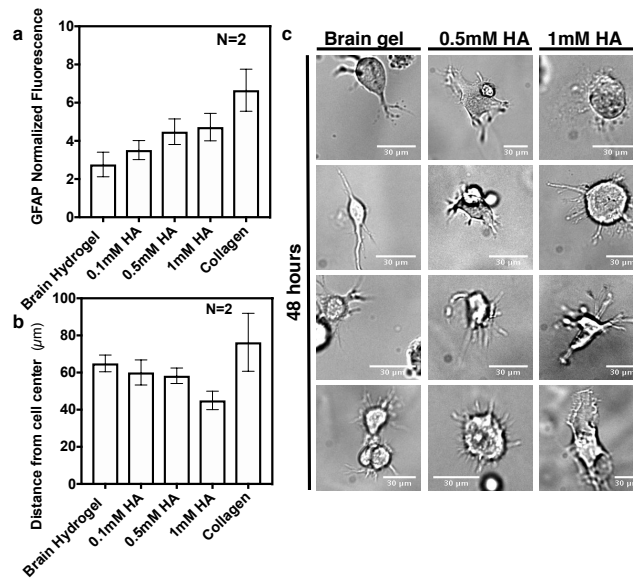 a
N=2
GFAP Normalized Fluorescence
10
8
6
4
2
0
Brain Hydrogel
0.1mM HA
0.5mM HA
1mM HA
Collagen
b
N=2
Distance from cell center (μm)
100
80
60
40
20
0
Brain Hydrogel
0.1mM HA
0.5mM HA
1mM HA
Collagen
c
Brain gel 0.5mM HA 1mM HA
48 hours
30 μm 30 μm 30 μm
30 μm 30 μm 30 μm
30 μm 30 μm 30 μm
30 μm 30 μm 30 μm